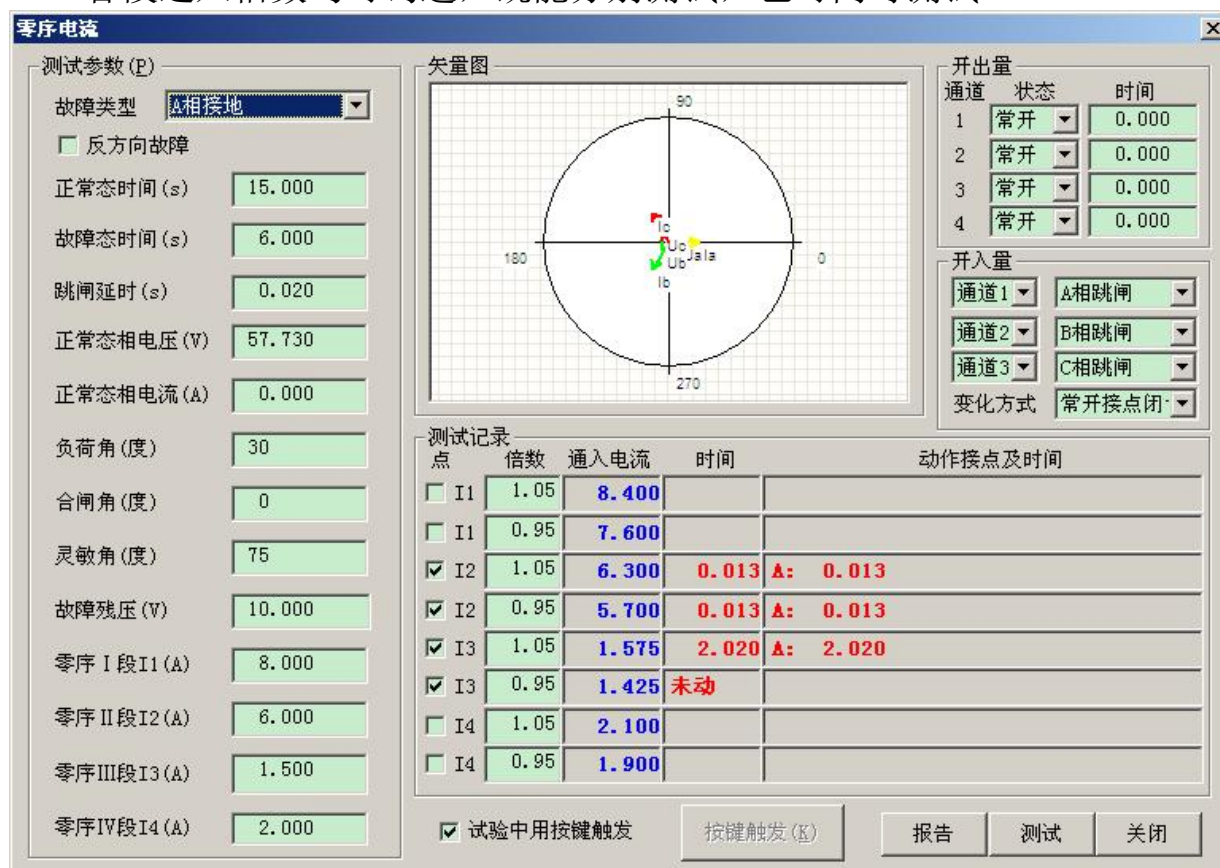 零序电流
测试参数(P)
故障类型 A相接地
反方向故障
正常态时间(s) 15.000
故障态时间(s) 6.000
跳闸延时(s) 0.020
正常态相电压(V) 57.730
正常态相电流(A) 0.000
负荷角(度) 30
合闸角(度) 0
灵敏角(度) 75
故障残压(V) 10.000
零序Ⅰ段I1(A) 8.000
零序Ⅱ段I2(A) 6.000
零序III段I3(A) 1.500
零序IV段I4(A) 2.000
矢量图
90
180
0
270
Ic
Uc
Ub
Ib
开出量
通道 状态 时间
1 常开 0.000
2 常开 0.000
3 常开 0.000
4 常开 0.000
开入量
通道1 A相跳闸
通道2 B相跳闸
通道3 C相跳闸
变化方式 常开接点闭
测试记录
点 倍数 通入电流 时间 动作接点及时间
I1 1.05 8.400
I1 0.95 7.600
I2 1.05 6.300 0.013 A: 0.013
I2 0.95 5.700 0.013 A: 0.013
I3 1.05 1.575 2.020 A: 2.020
I3 0.95 1.425 未动
I4 1.05 2.100
I4 0.95 1.900
试验中用按键触发 按键触发(K) 报告 测试 关闭